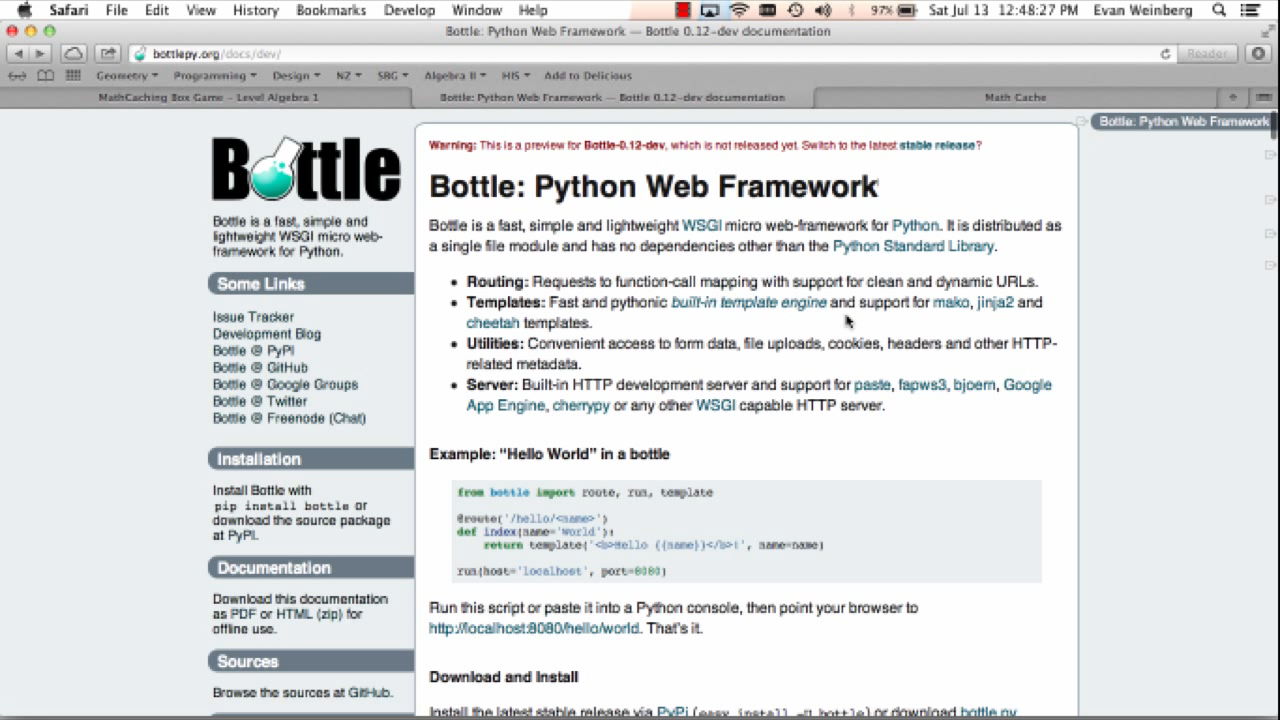 Safari File Edit View History Bookmarks Develop Window Help 97% Sat Jul 13 12:48:27 PM Evan Weinberg
Bottle: Python Web Framework — Bottle 0.12-dev documentation
bottlepy.org/docs/dev/ Reader
Geometry Programming Design NZ SBG Algebra II HIS Add to Delicious
MathCaching Box Game – Level Algebra 1 Bottle: Python Web Framework — Bottle 0.12-dev documentation Math Cache
Bottle: Python Web Framework
Bottle
Bottle is a fast, simple and
lightweight WSGI micro web-
framework for Python.
Some Links
Issue Tracker
Development Blog
Bottle @ PyPI
Bottle @ GitHub
Bottle @ Google Groups
Bottle @ Twitter
Bottle @ Freenode (Chat)
Installation
Install Bottle with
pip install bottle or
download the source package
at PyPI.
Documentation
Download this documentation
as PDF or HTML (zip) for
offline use.
Sources
Browse the sources at GitHub.
Warning: This is a preview for Bottle-0.12-dev, which is not released yet. Switch to the latest stable release?
Bottle: Python Web Framework
Bottle is a fast, simple and lightweight WSGI micro web-framework for Python. It is distributed as
a single file module and has no dependencies other than the Python Standard Library.
• Routing: Requests to function-call mapping with support for clean and dynamic URLs.
• Templates: Fast and pythonic built-in template engine and support for mako, jinja2 and
cheetah templates.
• Utilities: Convenient access to form data, file uploads, cookies, headers and other HTTP-
related metadata.
• Server: Built-in HTTP development server and support for paste, fapws3, bjoern, Google
App Engine, cherrypy or any other WSGI capable HTTP server.
Example: “Hello World” in a bottle
from bottle import route, run, template
@route('/hello/<name>')
def index(name='World'):
return template('<b>Hello {{name}}</b>!', name=name)
run(host='localhost', port=8080)
Run this script or paste it into a Python console, then point your browser to
http://localhost:8080/hello/world. That’s it.
Download and Install
Install the latest stable release via PyPi (easy_install -U bottle) or download bottle.py